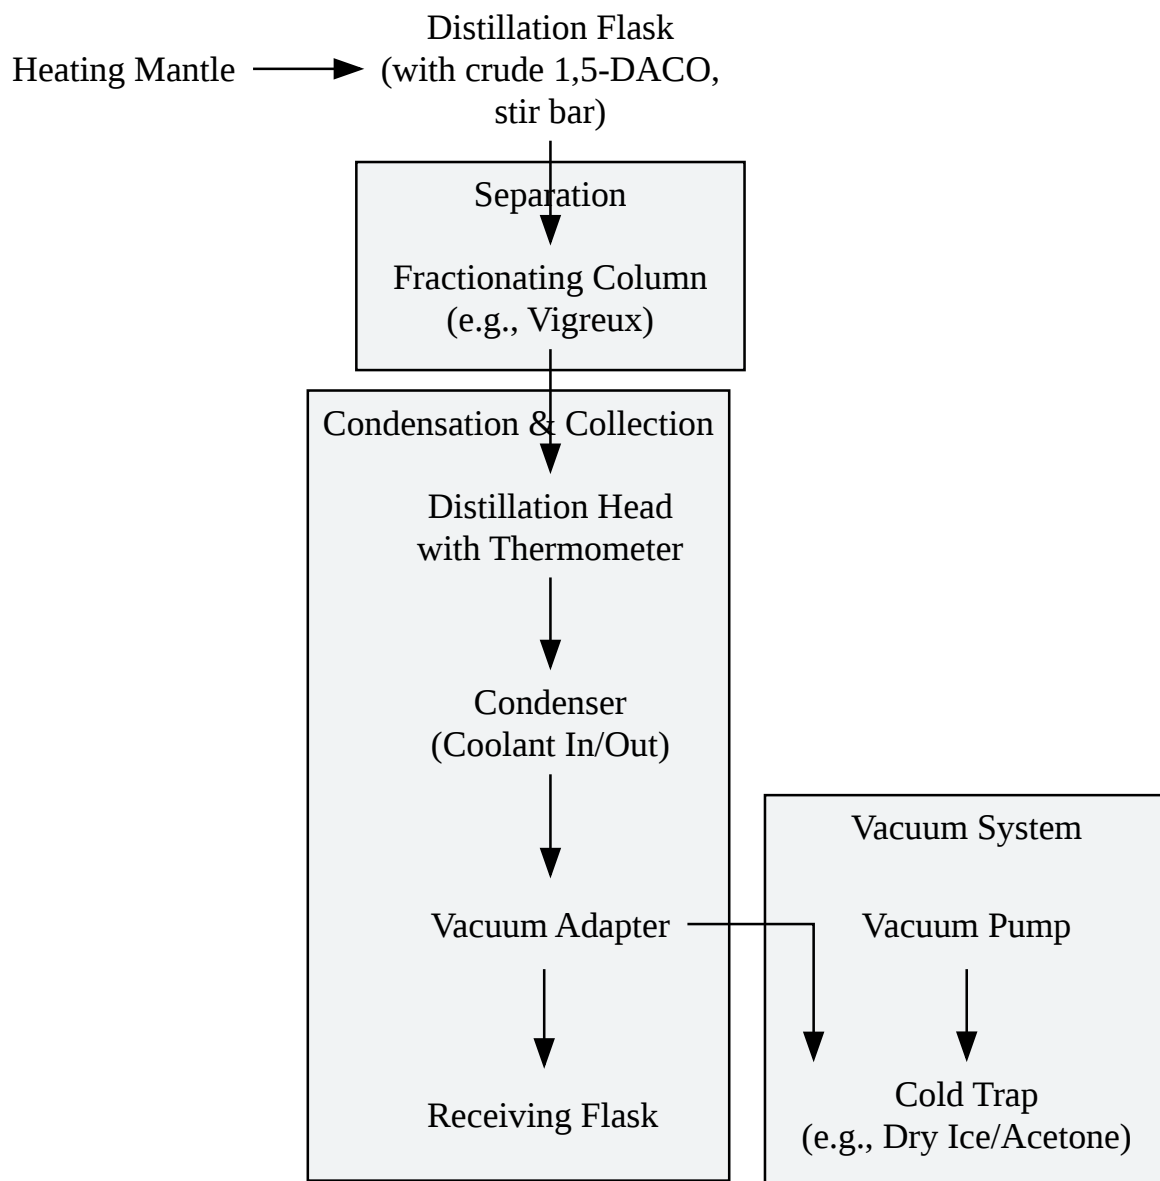 Heating Mantle
Distillation Flask
(with crude 1,5-DACO,
stir bar)
Separation
Fractionating Column
(e.g., Vigreux)
Condensation & Collection
Distillation Head
with Thermometer
Condenser
(Coolant In/Out)
Vacuum Adapter
Receiving Flask
Vacuum System
Vacuum Pump
Cold Trap
(e.g., Dry Ice/Acetone)